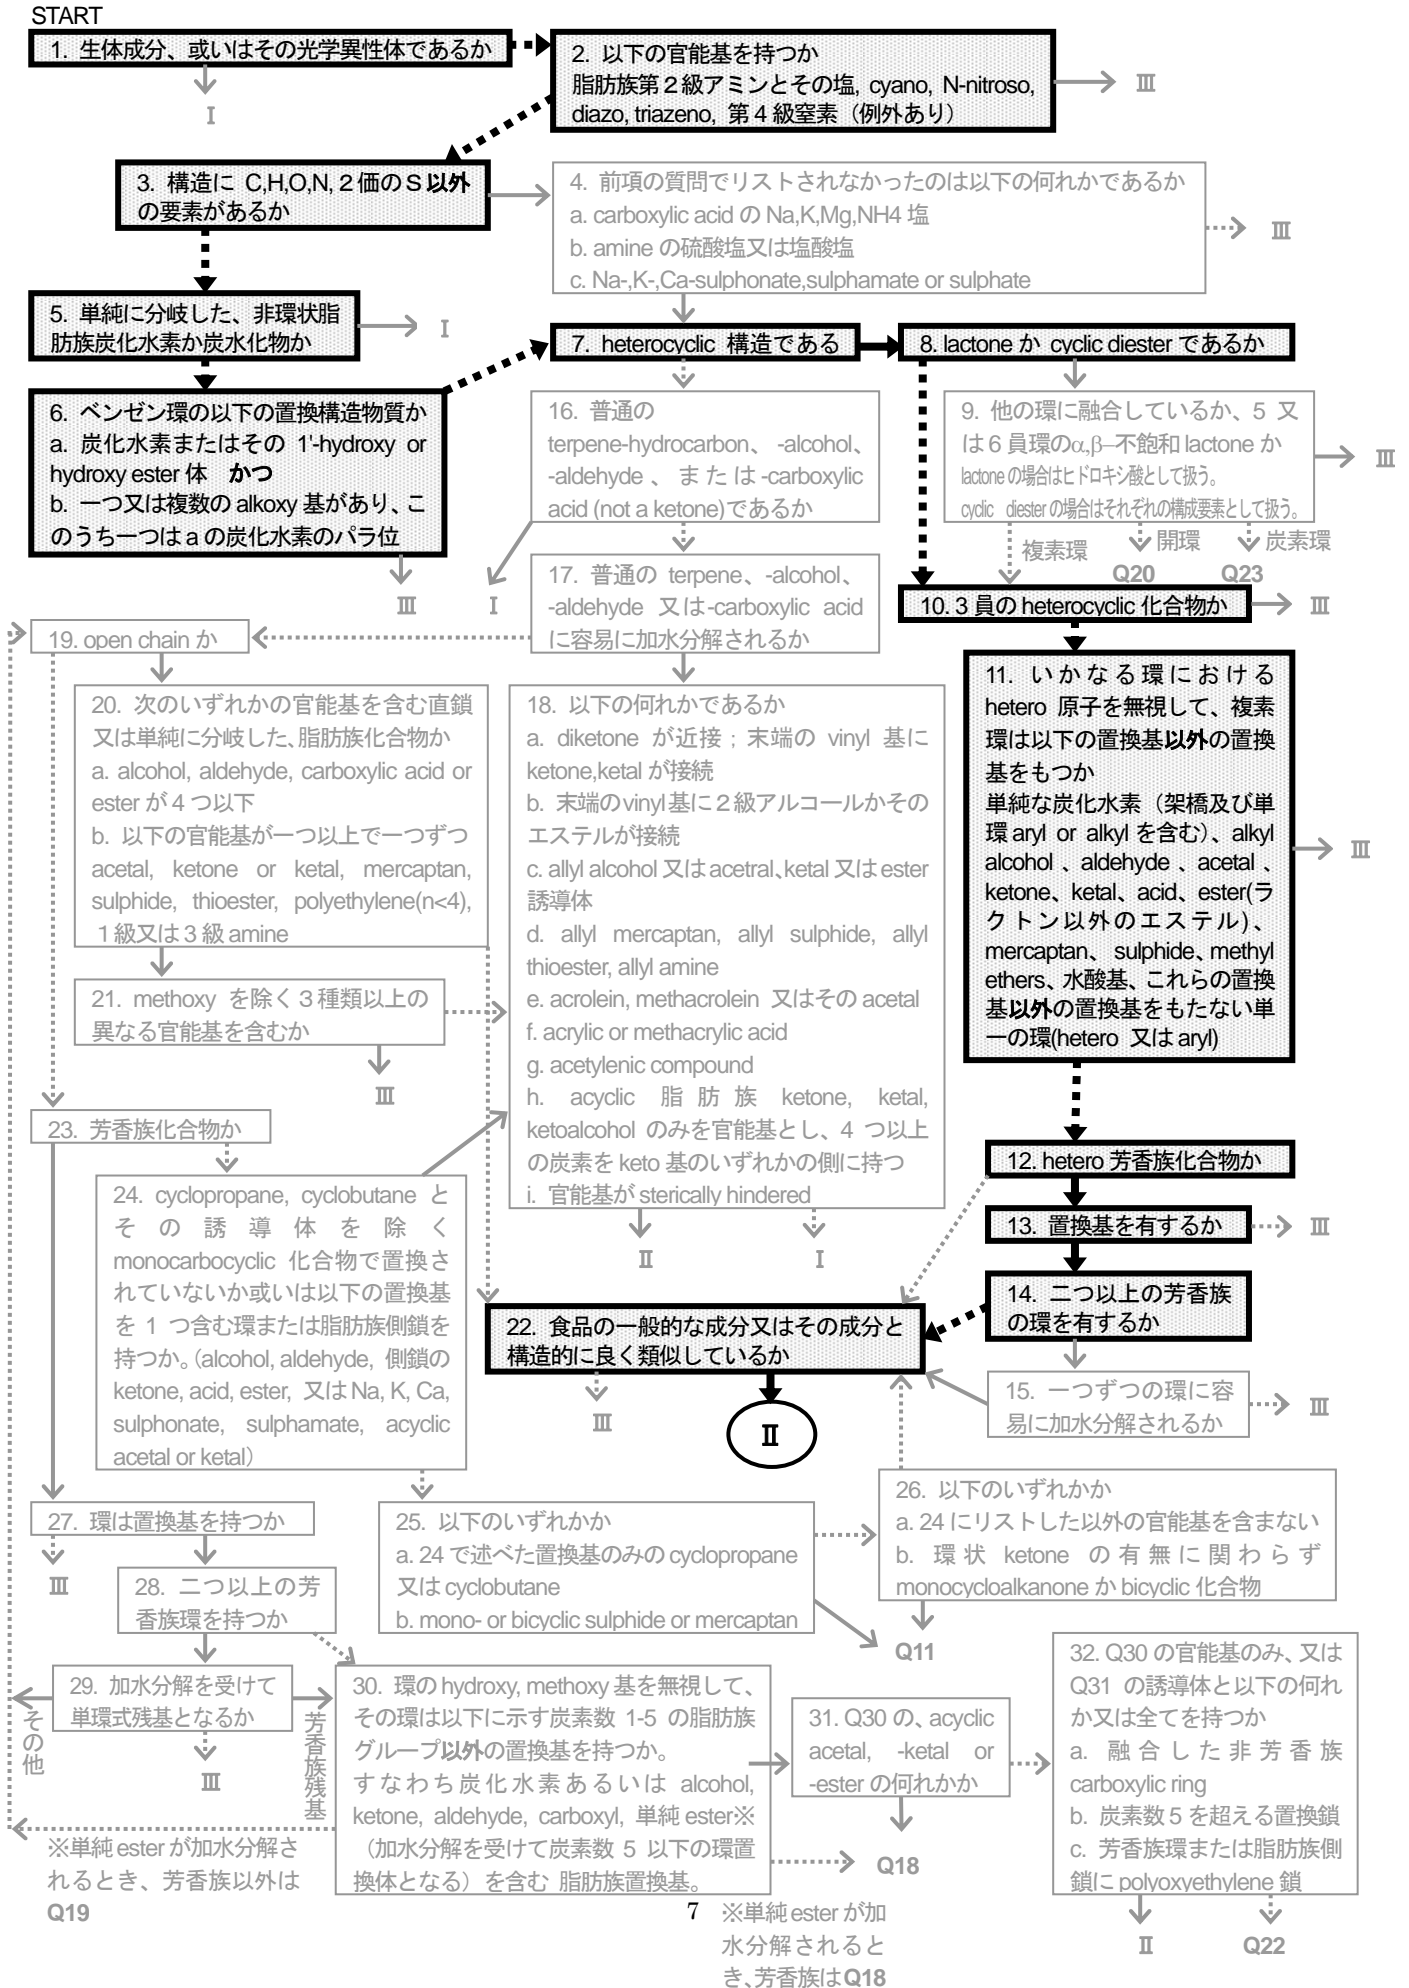 START
1. 生体成分、或いはその光学異性体であるか
I
2. 以下の官能基を持つか
脂肪族第２級アミンとその塩, cyano, N-nitroso,
diazo, triazeno, 第４級窒素（例外あり）
Ⅲ
3. 構造に C,H,O,N,２価のＳ以外
の要素があるか
4. 前項の質問でリストされなかったのは以下の何れかであるか
a. carboxylic acid の Na,K,Mg,NH4 塩
b. amine の硫酸塩又は塩酸塩
c. Na-,K-,Ca-sulphonate,sulphamate or sulphate
Ⅲ
5. 単純に分岐した、非環状脂
肪族炭化水素か炭水化物か
I
6. ベンゼン環の以下の置換構造物質か
a. 炭化水素またはその 1'-hydroxy or
hydroxy ester 体 かつ
b. 一つ又は複数の alkoxy 基があり、こ
のうち一つは a の炭化水素のパラ位
Ⅲ
7. heterocyclic 構造である
8. lactone か cyclic diester であるか
9. 他の環に融合しているか、５又
は６員環のα,β–不飽和 lactone か
lactone の場合はヒドロキシ酸として扱う。
cyclic diester の場合はそれぞれの構成要素として扱う。
Ⅲ
複素環
開環
炭素環
Q20
Q23
10. 3 員の heterocyclic 化合物か
Ⅲ
16. 普通の
terpene-hydrocarbon、 -alcohol、
-aldehyde 、または -carboxylic
acid (not a ketone)であるか
I
17. 普通の terpene、-alcohol、
-aldehyde 又は-carboxylic acid
に容易に加水分解されるか
19. open chain か
11. いかなる環における
hetero 原子を無視して、複素
環は以下の置換基以外の置換
基をもつか
単純な炭化水素（架橋及び単
環 aryl or alkyl を含む）、alkyl
alcohol 、aldehyde 、acetal 、
ketone、ketal、acid、ester(ラ
クトン以外のエステル)、
mercaptan、 sulphide、methyl
ethers、水酸基、これらの置換
基以外の置換基をもたない単
一の環(hetero 又は aryl)
Ⅲ
20. 次のいずれかの官能基を含む直鎖
又は単純に分岐した、脂肪族化合物か
a. alcohol, aldehyde, carboxylic acid or
ester が 4 つ以下
b. 以下の官能基が一つ以上で一つずつ
acetal, ketone or ketal, mercaptan,
sulphide, thioester, polyethylene(n<4),
１級又は３級 amine
18. 以下の何れかであるか
a. diketone が近接；末端の vinyl 基に
ketone,ketal が接続
b. 末端の vinyl 基に２級アルコールかその
エステルが接続
c. allyl alcohol 又は acetral、ketal 又は ester
誘導体
d. allyl mercaptan, allyl sulphide, allyl
thioester, allyl amine
e. acrolein, methacrolein 又はその acetal
f. acrylic or methacrylic acid
g. acetylenic compound
h. acyclic 脂肪族 ketone, ketal,
ketoalcohol のみを官能基とし、4 つ以上
の炭素を keto 基のいずれかの側に持つ
i. 官能基が sterically hindered
Ⅱ
I
21. methoxy を除く３種類以上の
異なる官能基を含むか
Ⅲ
23. 芳香族化合物か
12. hetero 芳香族化合物か
13. 置換基を有するか
Ⅲ
14. 二つ以上の芳香族
の環を有するか
24. cyclopropane, cyclobutane と
その誘導体を除く
monocarbocyclic 化合物で置換さ
れていないか或いは以下の置換基
を 1 つ含む環または脂肪族側鎖を
持つか。(alcohol, aldehyde, 側鎖の
ketone, acid, ester, 又は Na, K, Ca,
sulphonate, sulphamate, acyclic
acetal or ketal）
22. 食品の一般的な成分又はその成分と
構造的に良く類似しているか
Ⅲ
Ⅱ
15. 一つずつの環に容
易に加水分解されるか
Ⅲ
27. 環は置換基を持つか
Ⅲ
25. 以下のいずれかか
a. 24 で述べた置換基のみの cyclopropane
又は cyclobutane
b. mono- or bicyclic sulphide or mercaptan
26. 以下のいずれかか
a. 24 にリストした以外の官能基を含まない
b. 環状 ketone の有無に関わらず
monocycloalkanone か bicyclic 化合物
Q11
28. 二つ以上の芳
香族環を持つか
29. 加水分解を受けて
単環式残基となるか
その他
芳香族残基
Ⅲ
30. 環の hydroxy, methoxy 基を無視して、
その環は以下に示す炭素数 1-5 の脂肪族
グループ以外の置換基を持つか。
すなわち炭化水素あるいは alcohol,
ketone, aldehyde, carboxyl, 単純 ester※
（加水分解を受けて炭素数 5 以下の環置
換体となる）を含む 脂肪族置換基。
31. Q30 の、acyclic
acetal, -ketal or
-ester の何れかか
Q18
32. Q30 の官能基のみ、又は
Q31 の誘導体と以下の何れ
か又は全てを持つか
a. 融合した非芳香族
carboxylic ring
b. 炭素数 5 を超える置換鎖
c. 芳香族環または脂肪族側
鎖に polyoxyethylene 鎖
Ⅱ
Q22
※単純 ester が加水分解さ
れるとき、芳香族以外は
Q19
7
※単純 ester が加
水分解されると
き、芳香族は Q18